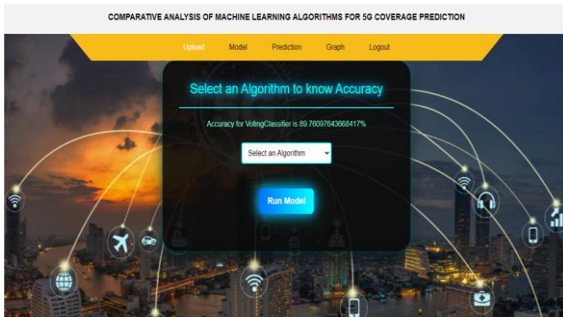 COMPARATIVE ANALYSIS OF MACHINE LEARNING ALGORITHMS FOR 5G COVERAGE PREDICTION
Upload Model Prediction Graph Logout
Select an Algorithm to know Accuracy
Accuracy for VotingClassifier is 89.76097643668417%
Select an Algorithm
Run Model